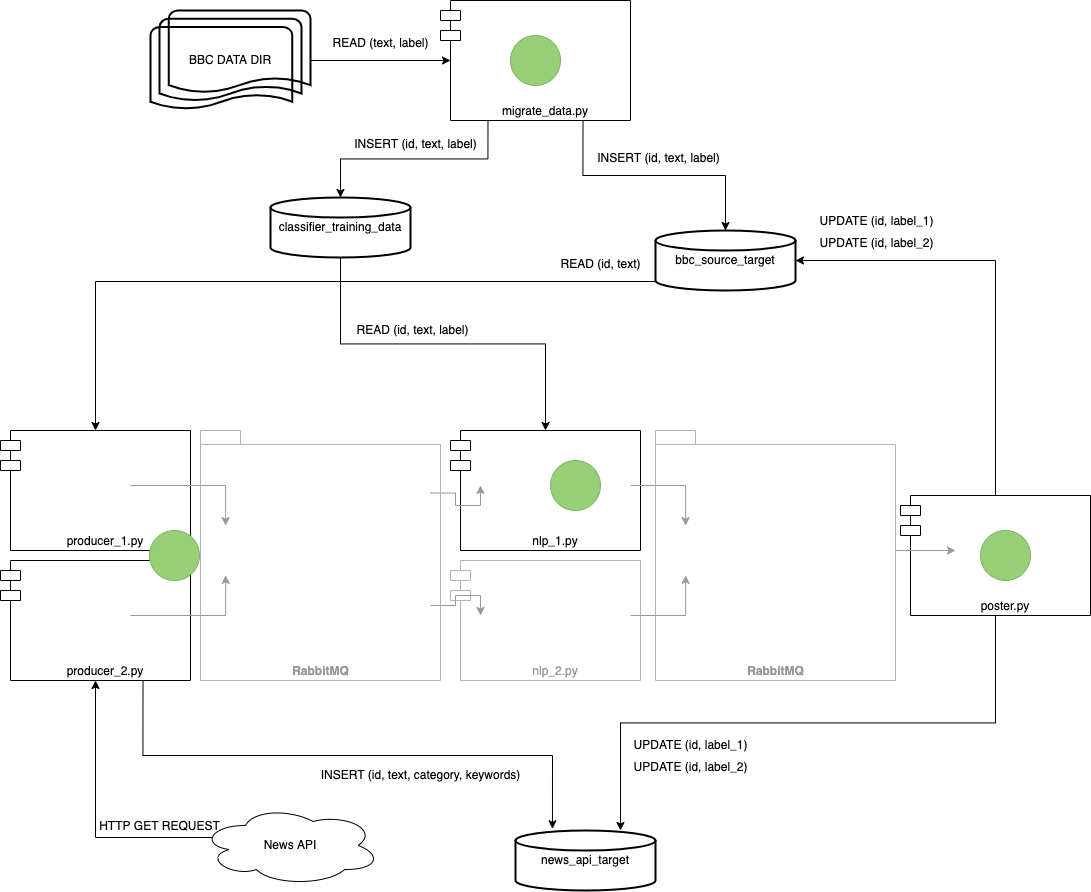 BBC DATA DIR
READ (text, label)
migrate_data.py
INSERT (id, text, label)
INSERT (id, text, label)
classifier_training_data
UPDATE (id, label_1)
UPDATE (id, label_2)
bbc_source_target
READ (id, text)
READ (id, text, label)
producer_1.py
nlp_1.py
poster.py
producer_2.py
RabbitMQ
nlp_2.py
RabbitMQ
UPDATE (id, label_1)
UPDATE (id, label_2)
INSERT (id, text, category, keywords)
HTTP GET REQUEST
News API
news_api_target